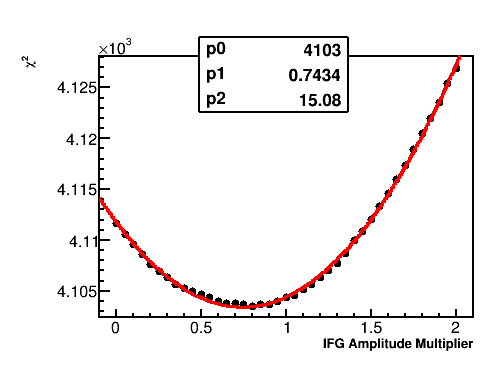 ×10³
χ²
p0 4103
p1 0.7434
p2 15.08
4.125
4.12
4.115
4.11
4.105
0 0.5 1 1.5 2
IFG Amplitude Multiplier